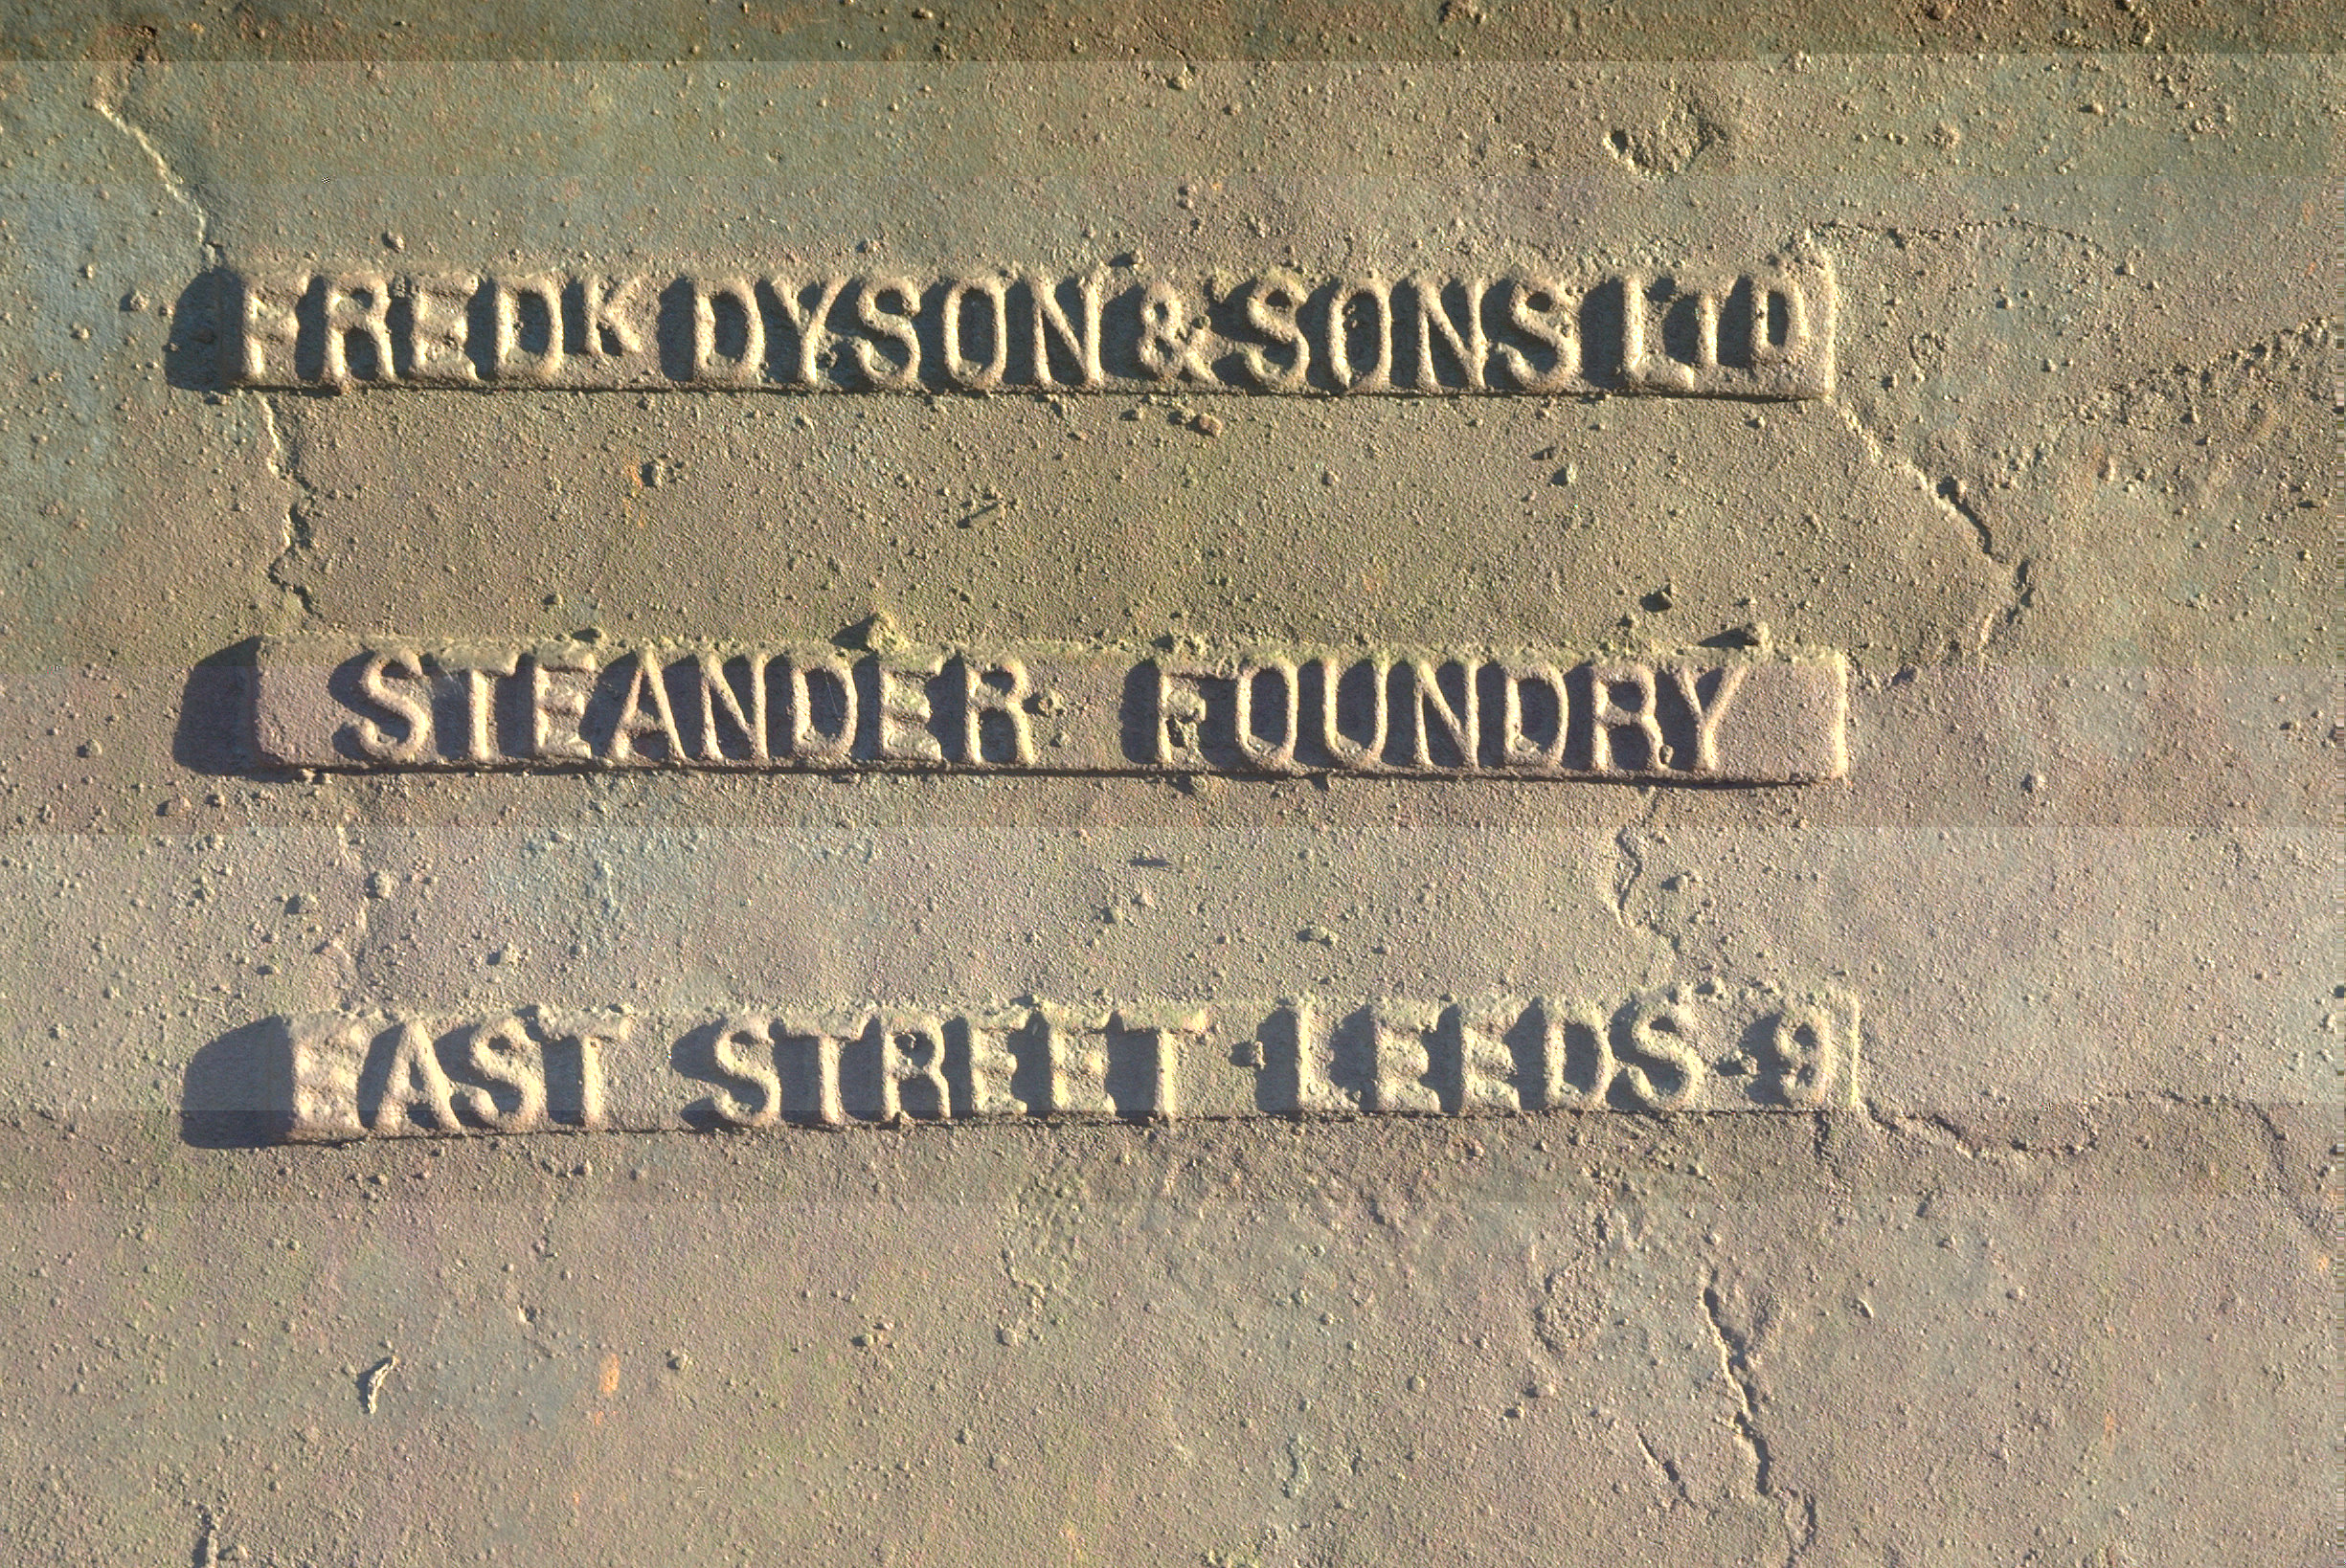 FREDK DYSON & SONS LTD
STEANDER FOUNDRY
EAST STREET - LEEDS - 9